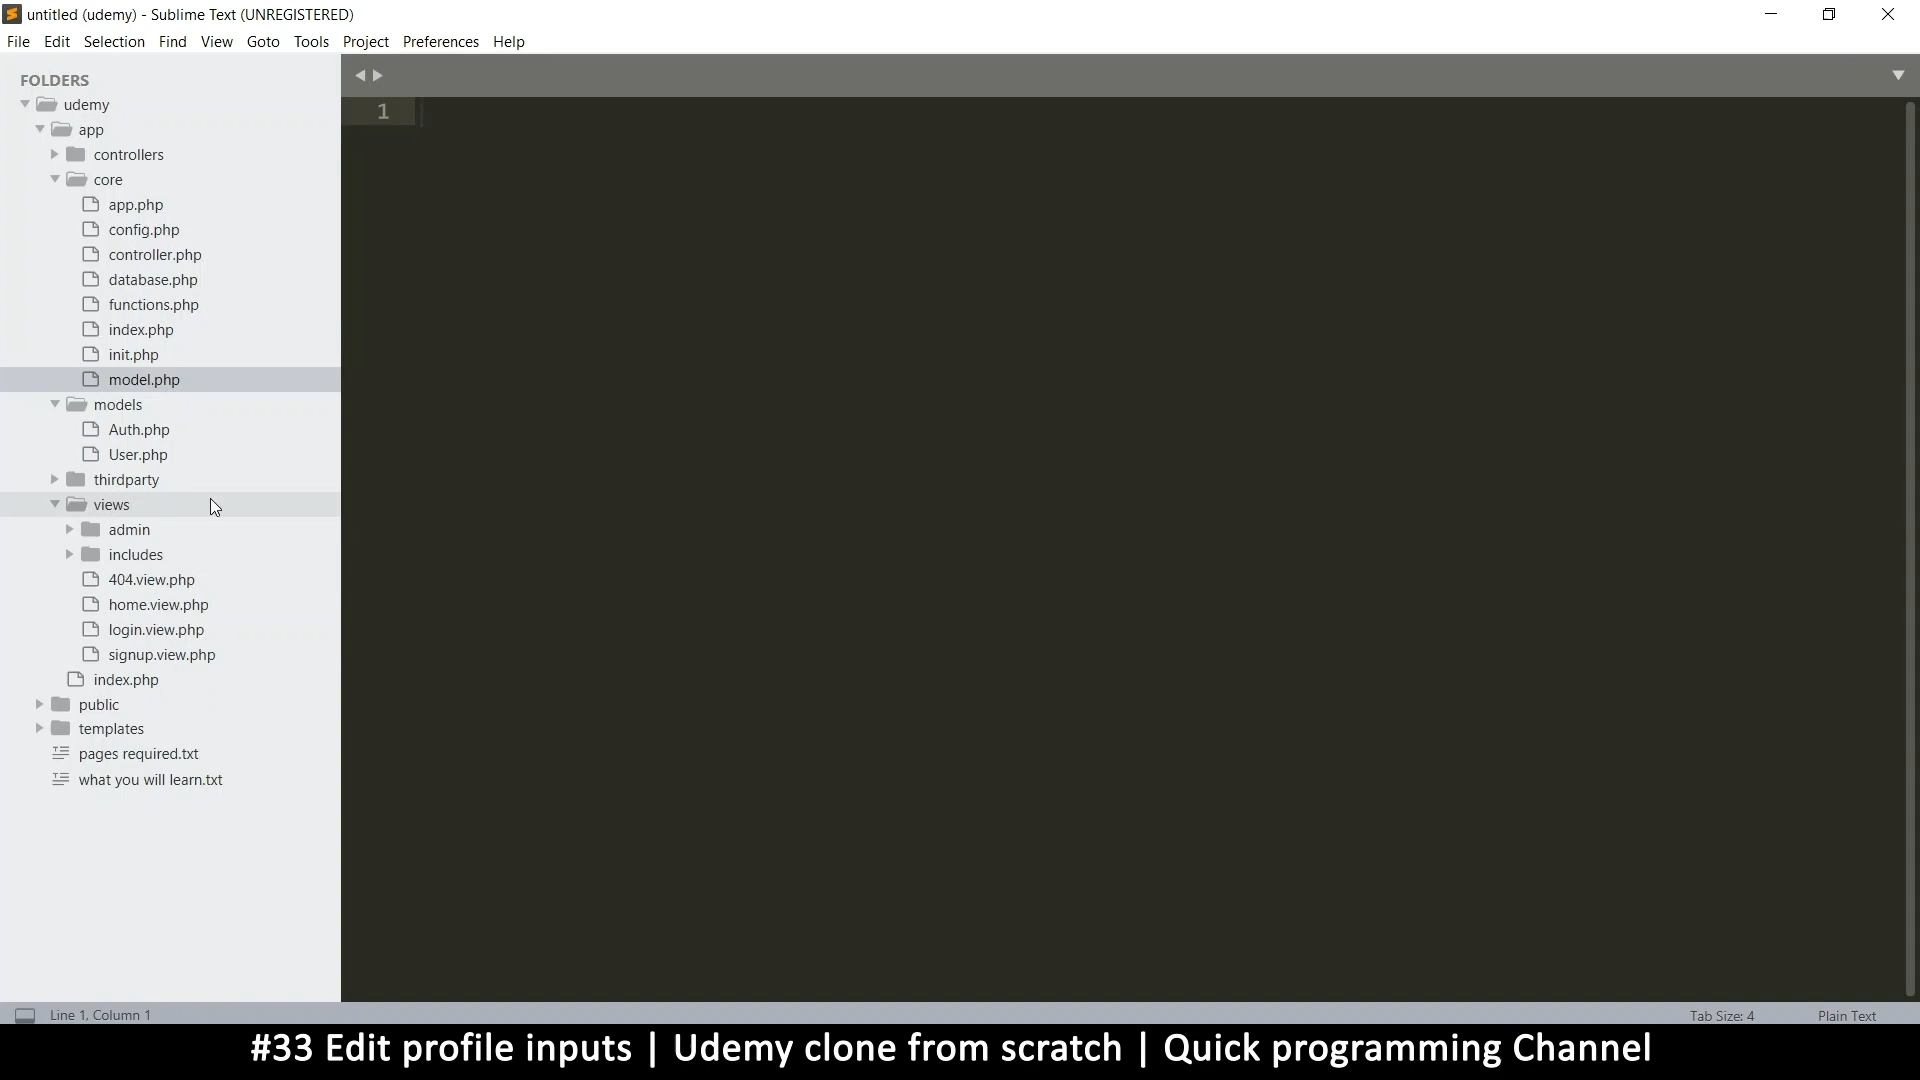 untitled (udemy) - Sublime Text (UNREGISTERED)
File Edit Selection Find View Goto Tools Project Preferences Help
FOLDERS
udemy
app
controllers
core
app.php
config.php
controller.php
database.php
functions.php
index.php
init.php
model.php
models
Auth.php
User.php
thirdparty
views
admin
includes
404.view.php
home.view.php
login.view.php
signup.view.php
index.php
public
templates
pages required.txt
what you will learn.txt
1
Line 1, Column 1
Tab Size: 4
Plain Text
#33 Edit profile inputs | Udemy clone from scratch | Quick programming Channel